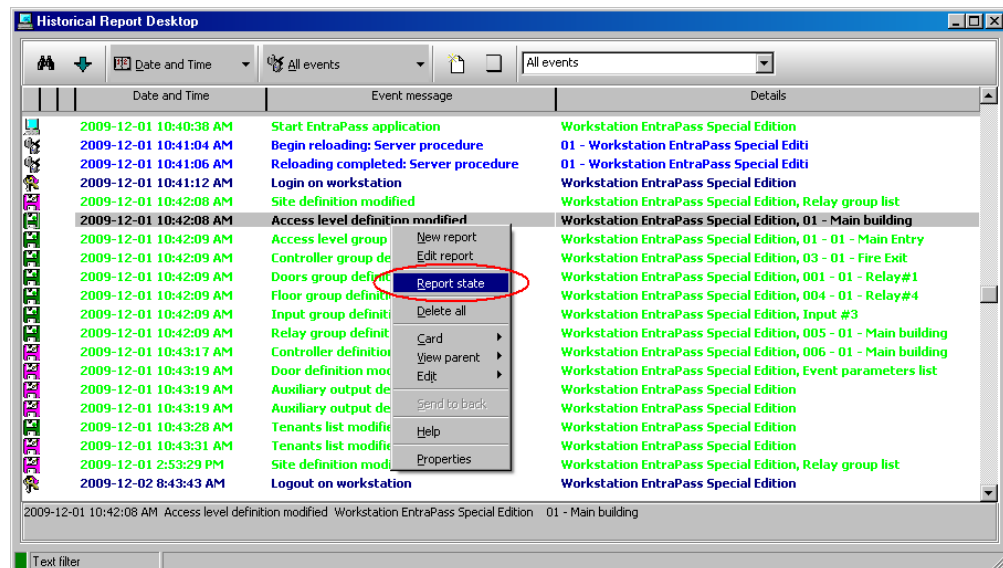 Historical Report Desktop
Date and Time All events All events
Date and Time Event message Details
2009-12-01 10:40:38 AM Start EntraPass application Workstation EntraPass Special Edition
2009-12-01 10:41:04 AM Begin reloading: Server procedure 01 - Workstation EntraPass Special Editi
2009-12-01 10:41:06 AM Reloading completed: Server procedure 01 - Workstation EntraPass Special Editi
2009-12-01 10:41:12 AM Login on workstation Workstation EntraPass Special Edition
2009-12-01 10:42:08 AM Site definition modified Workstation EntraPass Special Edition, Relay group list
2009-12-01 10:42:08 AM Access level definition modified Workstation EntraPass Special Edition, 01 - Main building
2009-12-01 10:42:09 AM Access level group Workstation EntraPass Special Edition, 01 - 01 - Main Entry
2009-12-01 10:42:09 AM Controller group de Workstation EntraPass Special Edition, 03 - 01 - Fire Exit
2009-12-01 10:42:09 AM Doors group definic Workstation EntraPass Special Edition, 001 - 01 - Relay#1
2009-12-01 10:42:09 AM Floor group definiti Workstation EntraPass Special Edition, 004 - 01 - Relay#4
2009-12-01 10:42:09 AM Input group definiti Workstation EntraPass Special Edition, Input #3
2009-12-01 10:42:09 AM Relay group definit Workstation EntraPass Special Edition, 005 - 01 - Main building
2009-12-01 10:43:17 AM Controller definition Workstation EntraPass Special Edition, 006 - 01 - Main building
2009-12-01 10:43:19 AM Door definition mod Workstation EntraPass Special Edition, Event parameters list
2009-12-01 10:43:19 AM Auxiliary output de Workstation EntraPass Special Edition
2009-12-01 10:43:19 AM Auxiliary output de Workstation EntraPass Special Edition
2009-12-01 10:43:28 AM Tenants list modifie Workstation EntraPass Special Edition
2009-12-01 10:43:31 AM Tenants list modifie Workstation EntraPass Special Edition
2009-12-01 2:53:29 PM Site definition modi Workstation EntraPass Special Edition, Relay group list
2009-12-02 8:43:43 AM Logout on workstation Workstation EntraPass Special Edition
New report
Edit report
Report state
Delete all
Card
View parent
Edit
Send to back
Help
Properties
2009-12-01 10:42:08 AM Access level definition modified Workstation EntraPass Special Edition 01 - Main building
Text filter